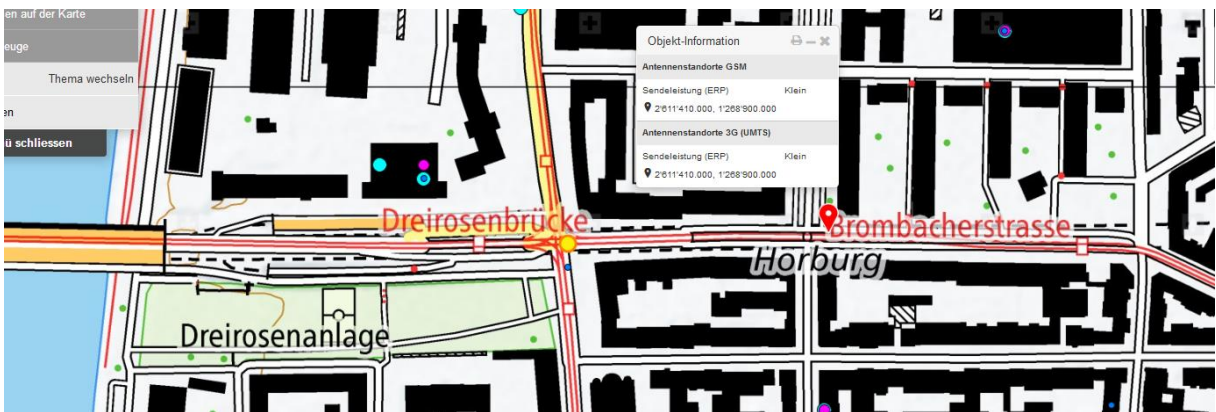 en auf der Karte
euge
Thema wechseln
en
ü schliessen
Objekt-Information
Antennenstandorte GSM
Sendeleistung (ERP) Klein
2'611'410.000, 1'268'900.000
Antennenstandorte 3G (UMTS)
Sendeleistung (ERP) Klein
2'611'410.000, 1'268'900.000
Dreirosenbrücke
Brombacherstrasse
Horburg
Dreirosenanlage